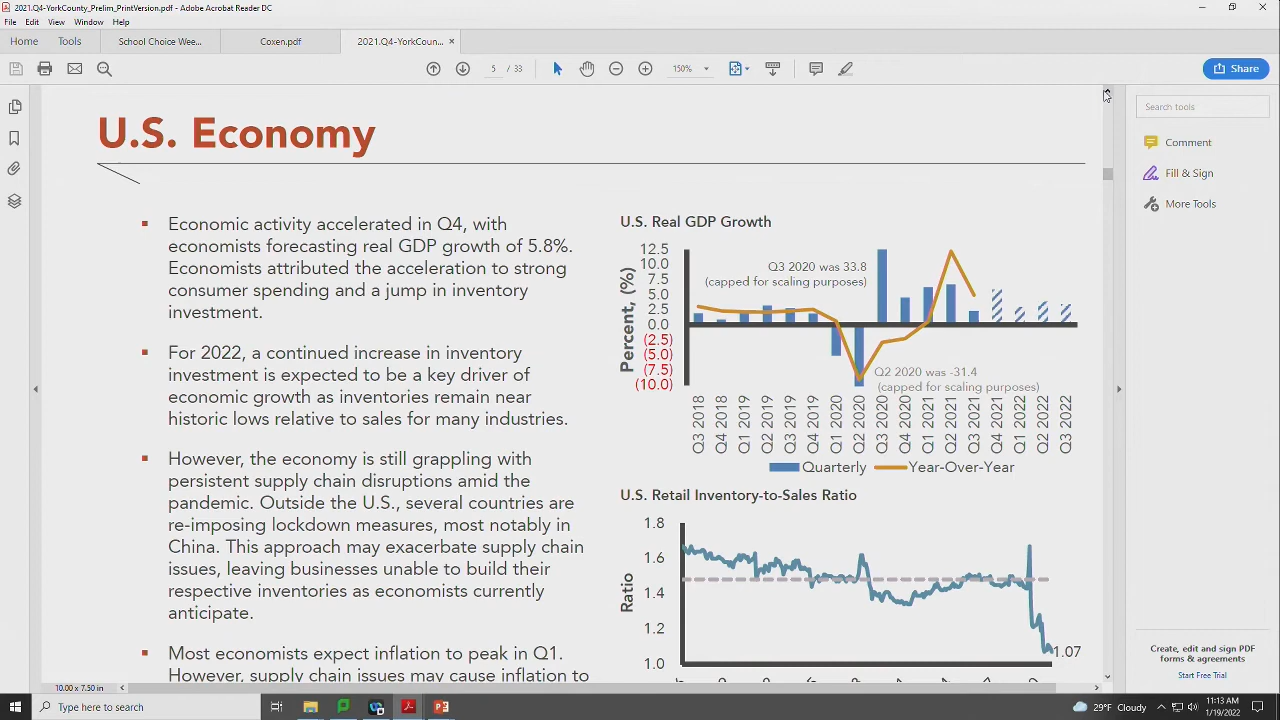 2021.Q4-YorkCounty_Prelim_PrintVersion.pdf - Adobe Acrobat Reader DC
File Edit View Window Help
Home Tools School Choice Wee... Coxen.pdf 2021.Q4-YorkCoun... ×
5 / 33 150% Share
Search tools
Comment
Fill & Sign
More Tools
U.S. Economy
Economic activity accelerated in Q4, with
economists forecasting real GDP growth of 5.8%.
Economists attributed the acceleration to strong
consumer spending and a jump in inventory
investment.
For 2022, a continued increase in inventory
investment is expected to be a key driver of
economic growth as inventories remain near
historic lows relative to sales for many industries.
However, the economy is still grappling with
persistent supply chain disruptions amid the
pandemic. Outside the U.S., several countries are
re-imposing lockdown measures, most notably in
China. This approach may exacerbate supply chain
issues, leaving businesses unable to build their
respective inventories as economists currently
anticipate.
Most economists expect inflation to peak in Q1.
However, supply chain issues may cause inflation to
U.S. Real GDP Growth
Percent, (%)
12.5
10.0
7.5
5.0
2.5
0.0
(2.5)
(5.0)
(7.5)
(10.0)
Q3 2020 was 33.8
(capped for scaling purposes)
Q2 2020 was -31.4
(capped for scaling purposes)
Q3 2018
Q4 2018
Q1 2019
Q2 2019
Q3 2019
Q4 2019
Q1 2020
Q2 2020
Q3 2020
Q4 2020
Q1 2021
Q2 2021
Q3 2021
Q4 2021
Q1 2022
Q2 2022
Q3 2022
Quarterly Year-Over-Year
U.S. Retail Inventory-to-Sales Ratio
Ratio
1.8
1.6
1.4
1.2
1.0
1.07
Create, edit and sign PDF
forms & agreements
Start Free Trial
10.00 x 7.50 in
Type here to search
29°F Cloudy
11:13 AM
1/19/2022